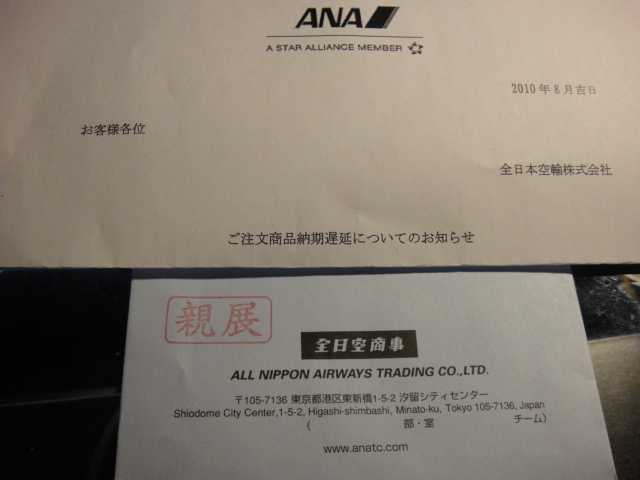 ANA
A STAR ALLIANCE MEMBER
2010年8月吉日
お客様各位
全日本空輸株式会社
ご注文商品納期遅延についてのお知らせ
親展
全日空商事
ALL NIPPON AIRWAYS TRADING CO.,LTD.
〒105-7136 東京都港区東新橋1-5-2 汐留シティセンター
Shiodome City Center,1-5-2, Higashi-shimbashi, Minato-ku, Tokyo 105-7136, Japan
( 部・室 チーム)
www.anatc.com